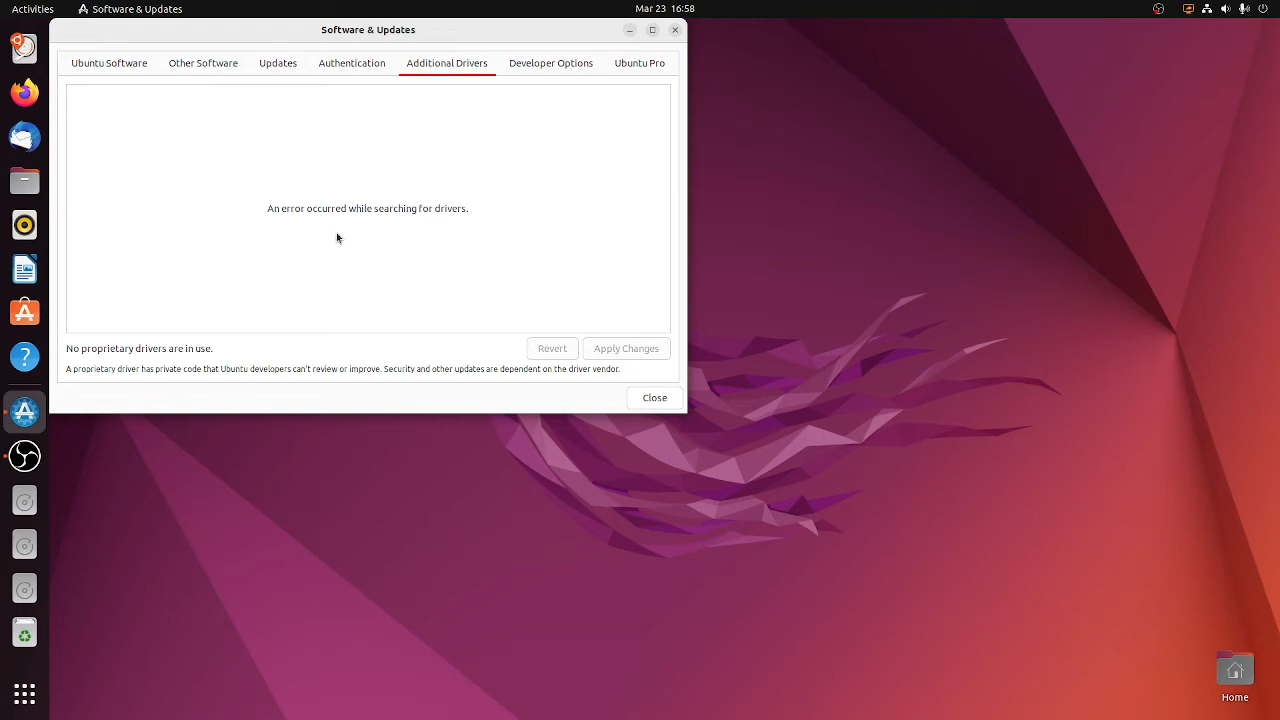 Activities
Software & Updates
Mar 23 16:58
Software & Updates
Ubuntu Software
Other Software
Updates
Authentication
Additional Drivers
Developer Options
Ubuntu Pro
An error occurred while searching for drivers.
No proprietary drivers are in use.
Revert
Apply Changes
A proprietary driver has private code that Ubuntu developers can't review or improve. Security and other updates are dependent on the driver vendor.
Close
Home